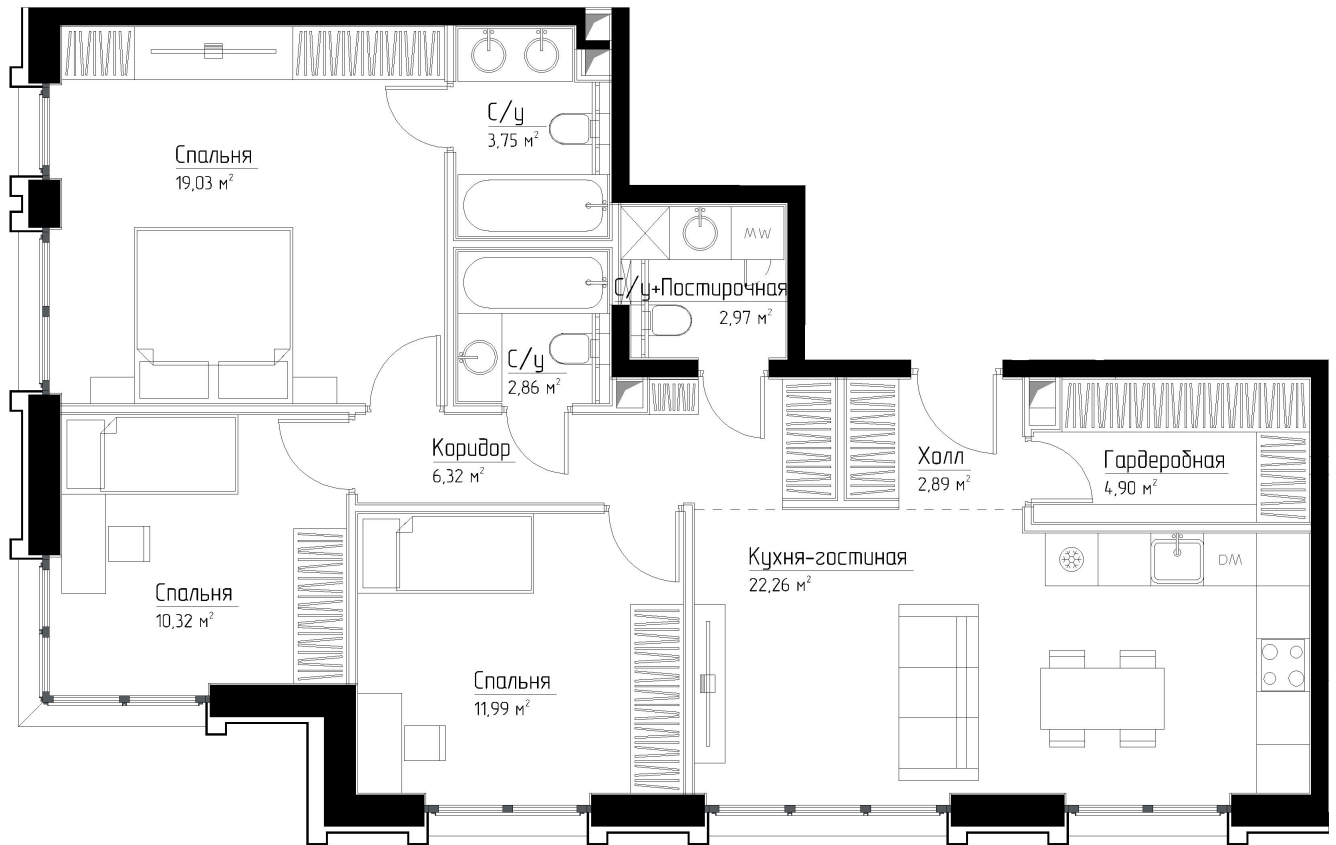 С/у
3,75 м²
Спальня
19,03 м²
MW
С/у+Постирочная
2,97 м²
С/у
2,86 м²
Коридор
6,32 м²
Холл
2,89 м²
Гардеробная
4,90 м²
Кухня-гостиная
22,26 м²
DM
Спальня
10,32 м²
Спальня
11,99 м²